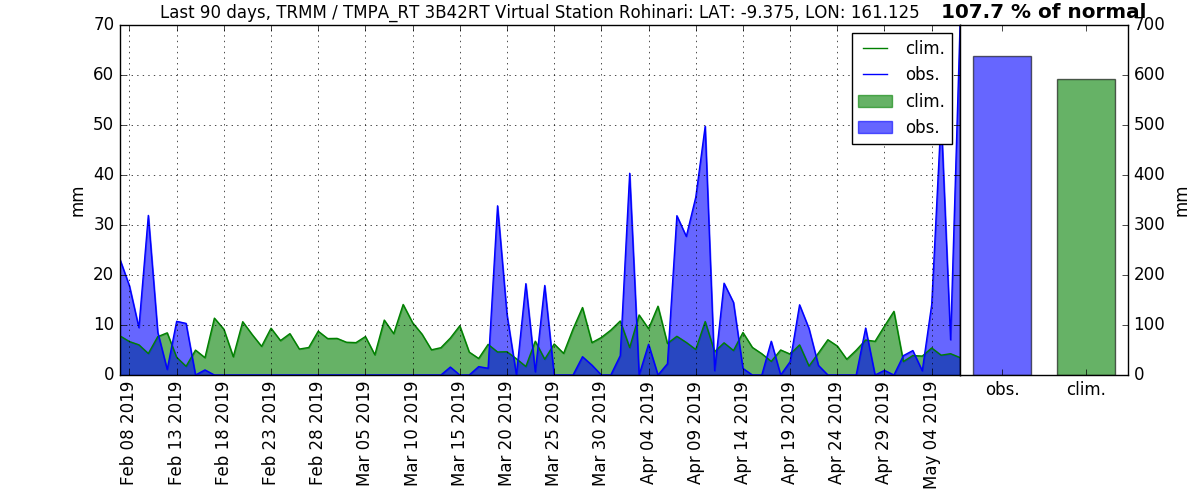 Last 90 days, TRMM / TMPA_RT 3B42RT Virtual Station Rohinari: LAT: -9.375, LON: 161.125
107.7 % of normal
70
60
50
40
30
20
10
0
mm
clim.
obs.
clim.
obs.
700
600
500
400
300
200
100
0
mm
Feb 08 2019
Feb 13 2019
Feb 18 2019
Feb 23 2019
Feb 28 2019
Mar 05 2019
Mar 10 2019
Mar 15 2019
Mar 20 2019
Mar 25 2019
Mar 30 2019
Apr 04 2019
Apr 09 2019
Apr 14 2019
Apr 19 2019
Apr 24 2019
Apr 29 2019
May 04 2019
obs.
clim.